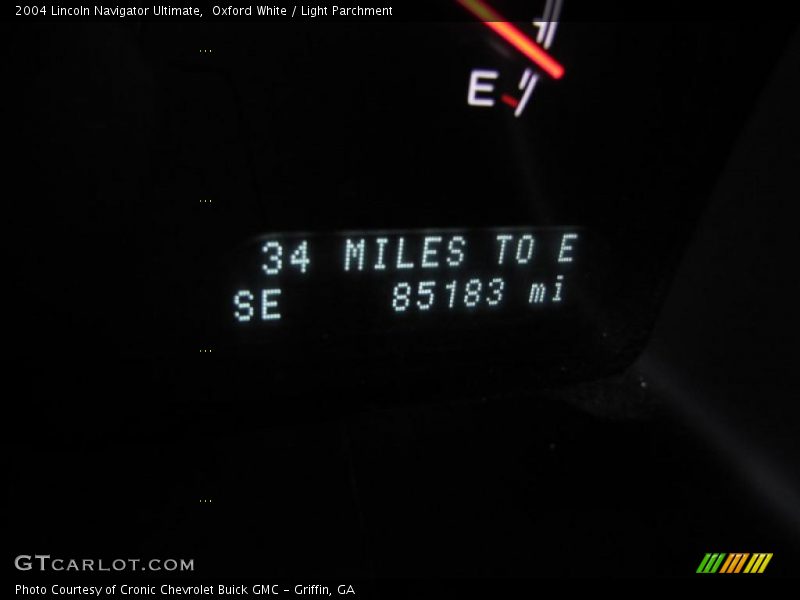 2004 Lincoln Navigator Ultimate,  Oxford White / Light Parchment
...
E
...
34 MILES TO E
SE 85183 mi
...
...
GTCARLOT.COM
Photo Courtesy of Cronic Chevrolet Buick GMC - Griffin, GA